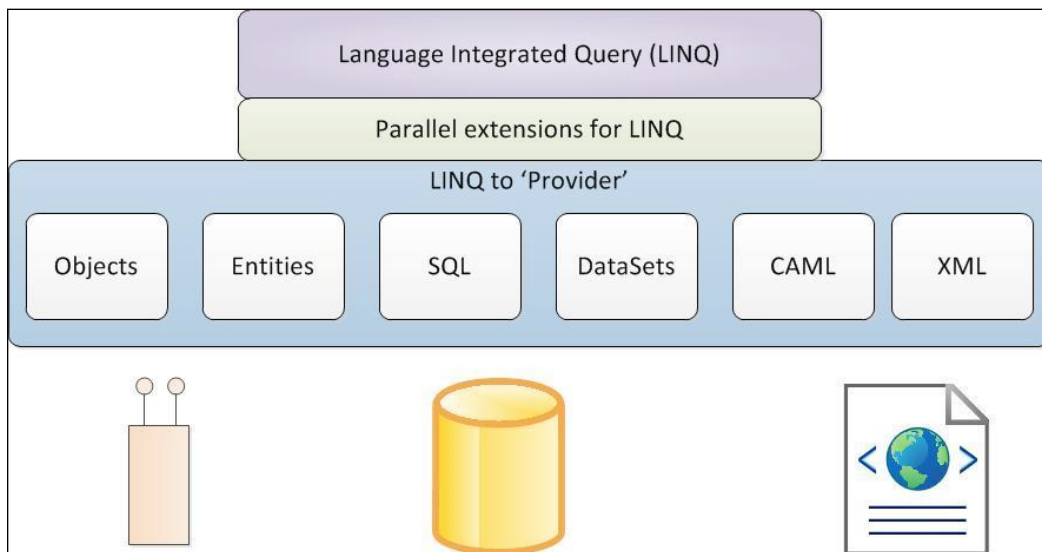 Language Integrated Query (LINQ)
Parallel extensions for LINQ
LINQ to ‘Provider’
Objects
Entities
SQL
DataSets
CAML
XML
< >